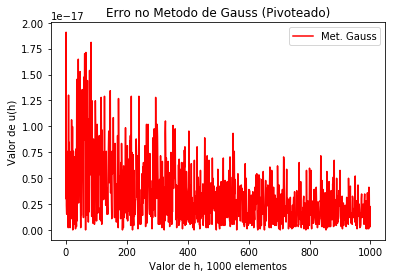 Erro no Metodo de Gauss (Pivoteado)
1e−17
Met. Gauss
Valor de u(h)
2.00
1.75
1.50
1.25
1.00
0.75
0.50
0.25
0.00
0 200 400 600 800 1000
Valor de h, 1000 elementos